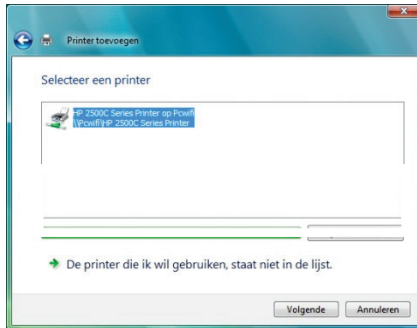 Printer toevoegen
Selecteer een printer
HP 2500C Series Printer op Pcwifi
\\Pcwifi\HP 2500C Series Printer
De printer die ik wil gebruiken, staat niet in de lijst.
Volgende
Annuleren